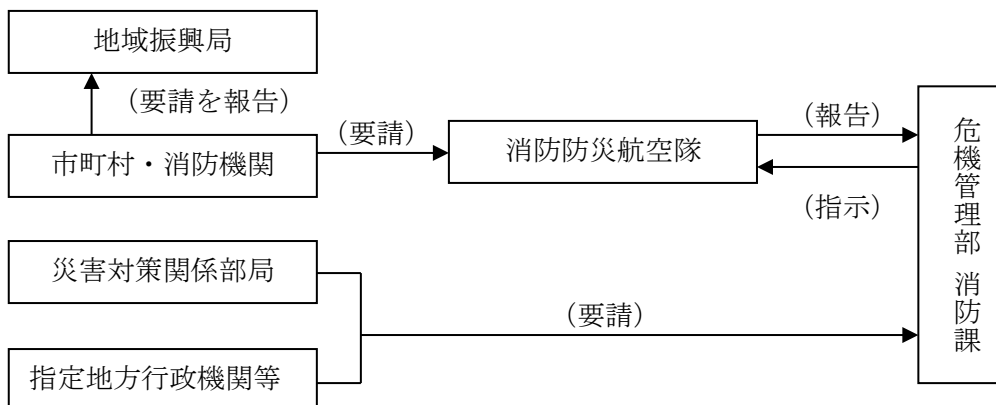 地域振興局
（要請を報告）
市町村・消防機関
（要請）
消防防災航空隊
（報告）
（指示）
危機管理部 消防課
災害対策関係部局
（要請）
指定地方行政機関等